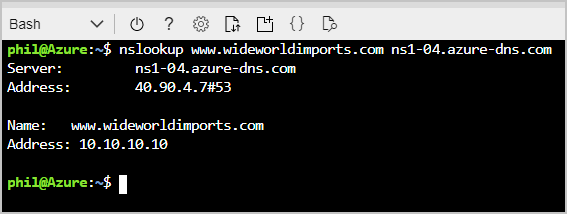 Bash
phil@Azure:~$ nslookup www.wideworldimports.com ns1-04.azure-dns.com
Server:         ns1-04.azure-dns.com
Address:        40.90.4.7#53

Name:   www.wideworldimports.com
Address: 10.10.10.10

phil@Azure:~$